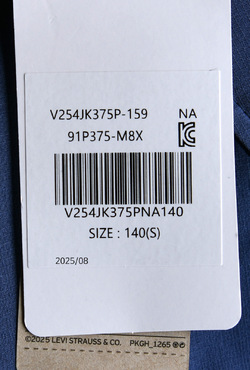 V254JK375P-159 NA
91P375-M8X
V254JK375PNA140
SIZE : 140(S)
2025/08
©2025 LEVI STRAUSS & CO. PKGH_1265